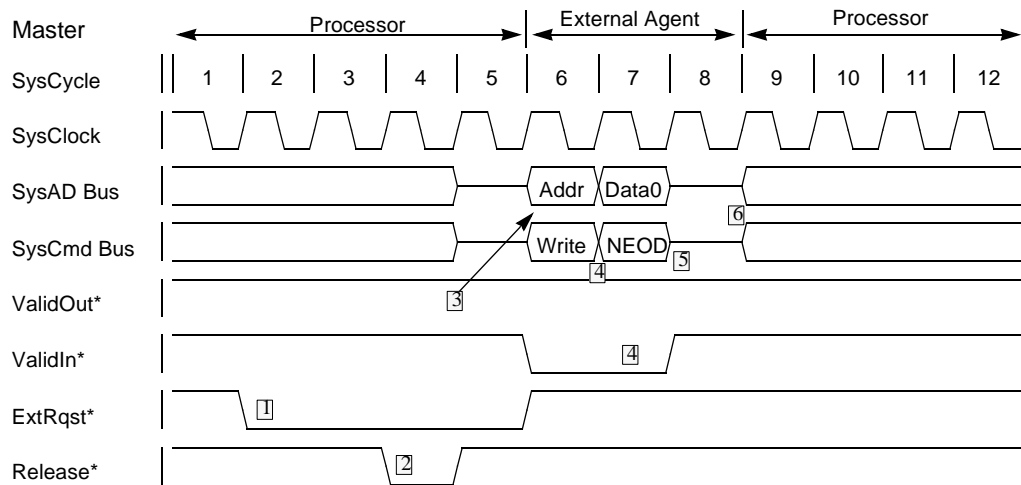 Master Processor External Agent Processor
SysCycle 1 2 3 4 5 6 7 8 9 10 11 12
SysClock
SysAD Bus Addr Data0
6
SysCmd Bus Write NEOD
4 5
ValidOut* 3
ValidIn* 4
ExtRqst* 1
Release* 2